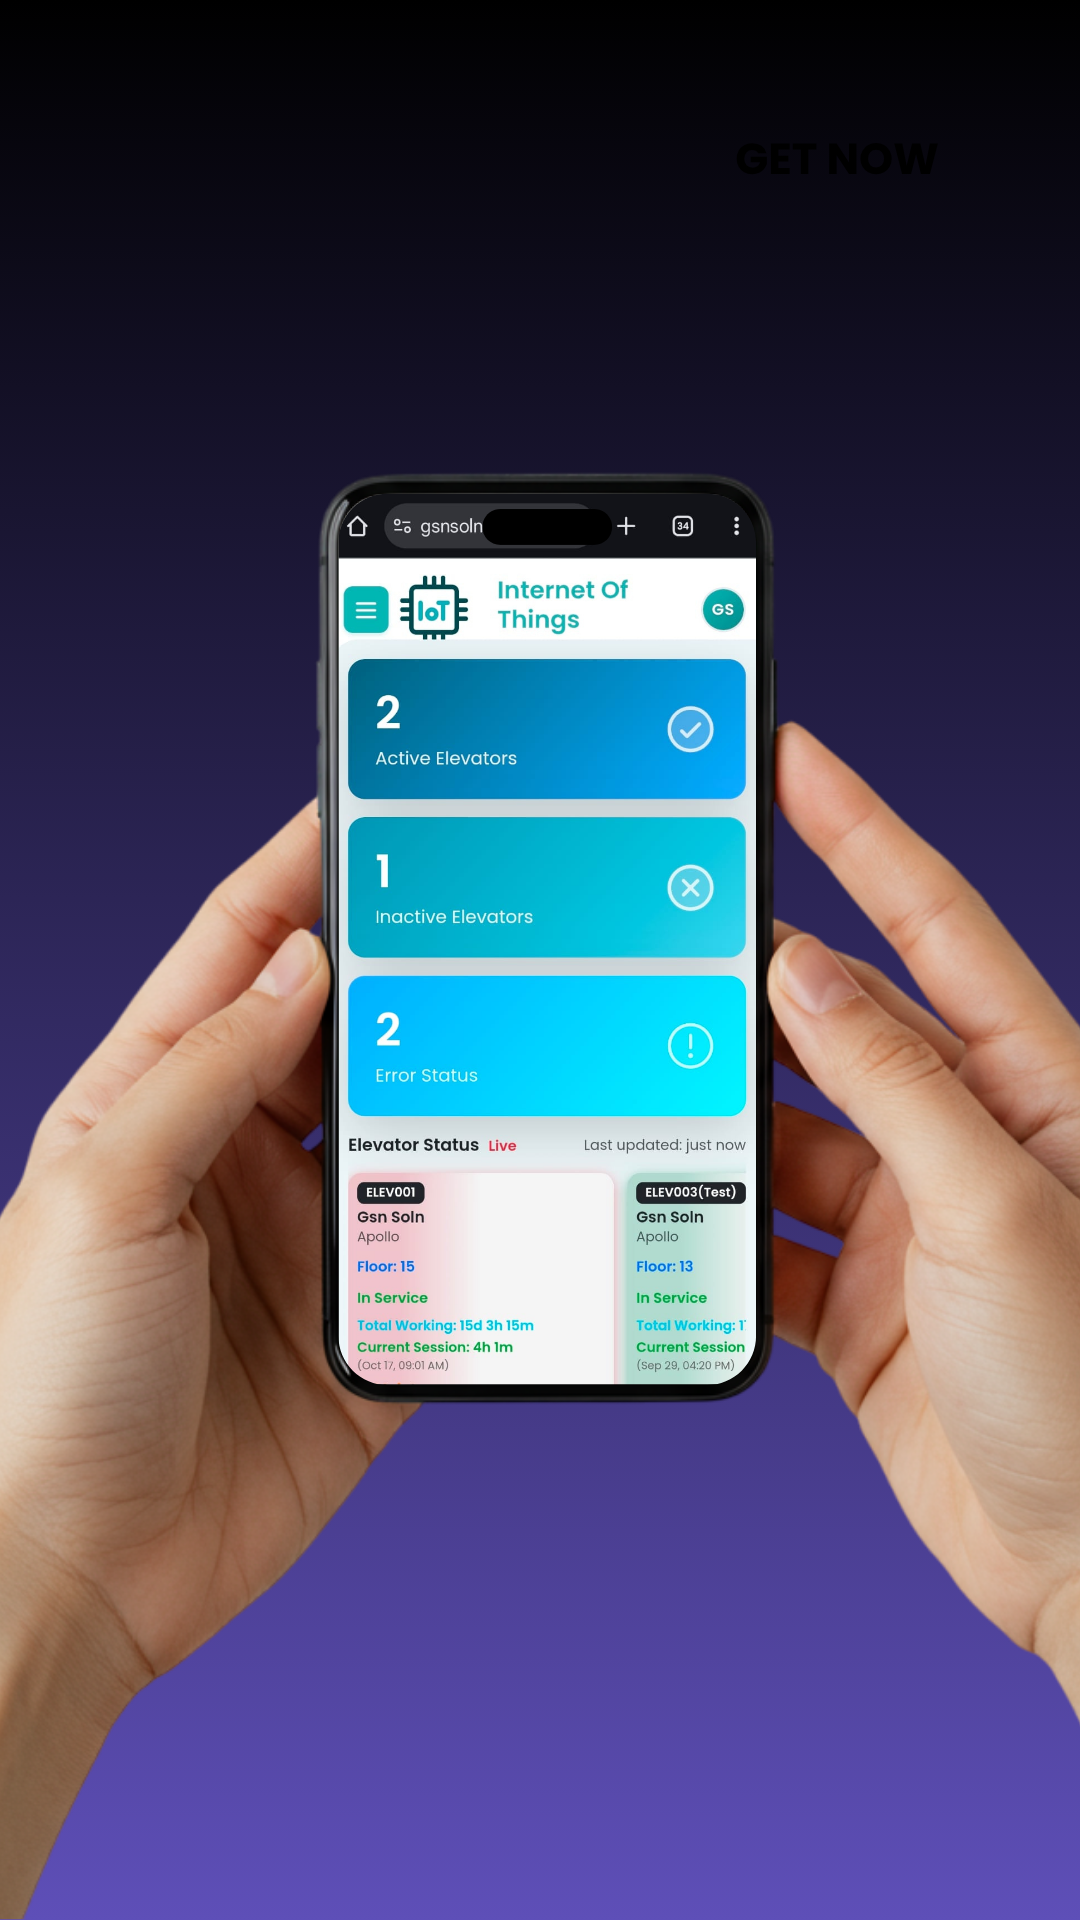 GET NOW
gsnsoln
34
IoT
Internet Of
Things
GS
2
Active Elevators
1
Inactive Elevators
2
Error Status
Elevator Status Live
Last updated: just now
ELEV001
Gsn Soln
Apollo
Floor: 15
In Service
Total Working: 15d 3h 15m
Current Session: 4h 1m
(Oct 17, 09:01 AM)
ELEV003(Test)
Gsn Soln
Apollo
Floor: 13
In Service
Total Working: 1
Current Session
(Sep 29, 04:20 PM)